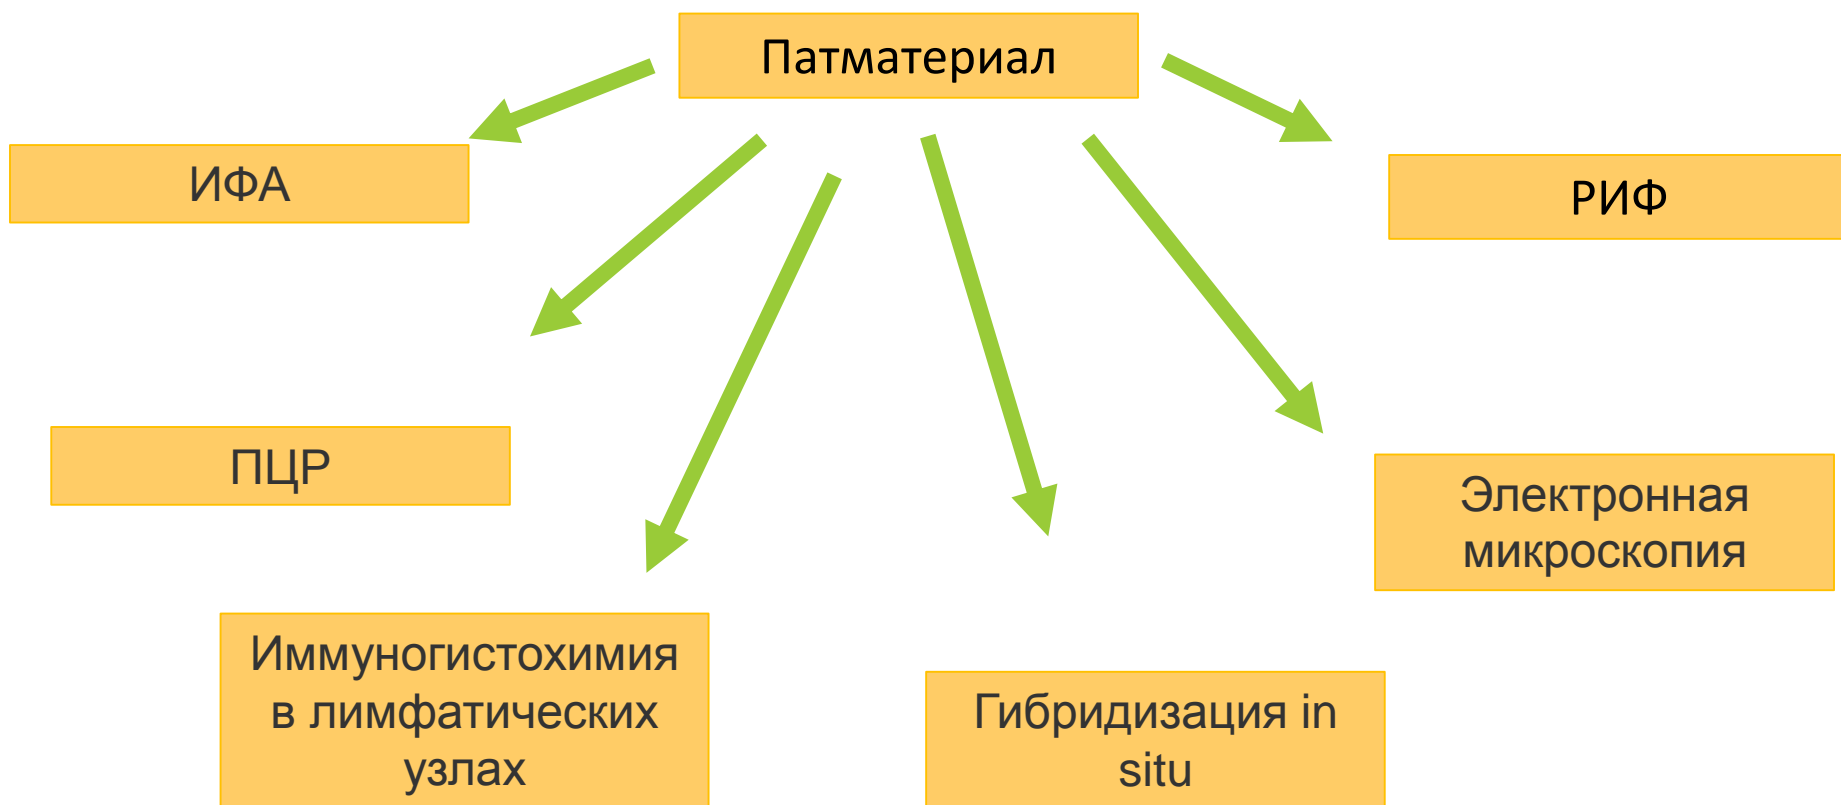 Патматериал
ИФА
РИФ
ПЦР
Электронная
микроскопия
Иммуногистохимия
в лимфатических
узлах
Гибридизация in
situ